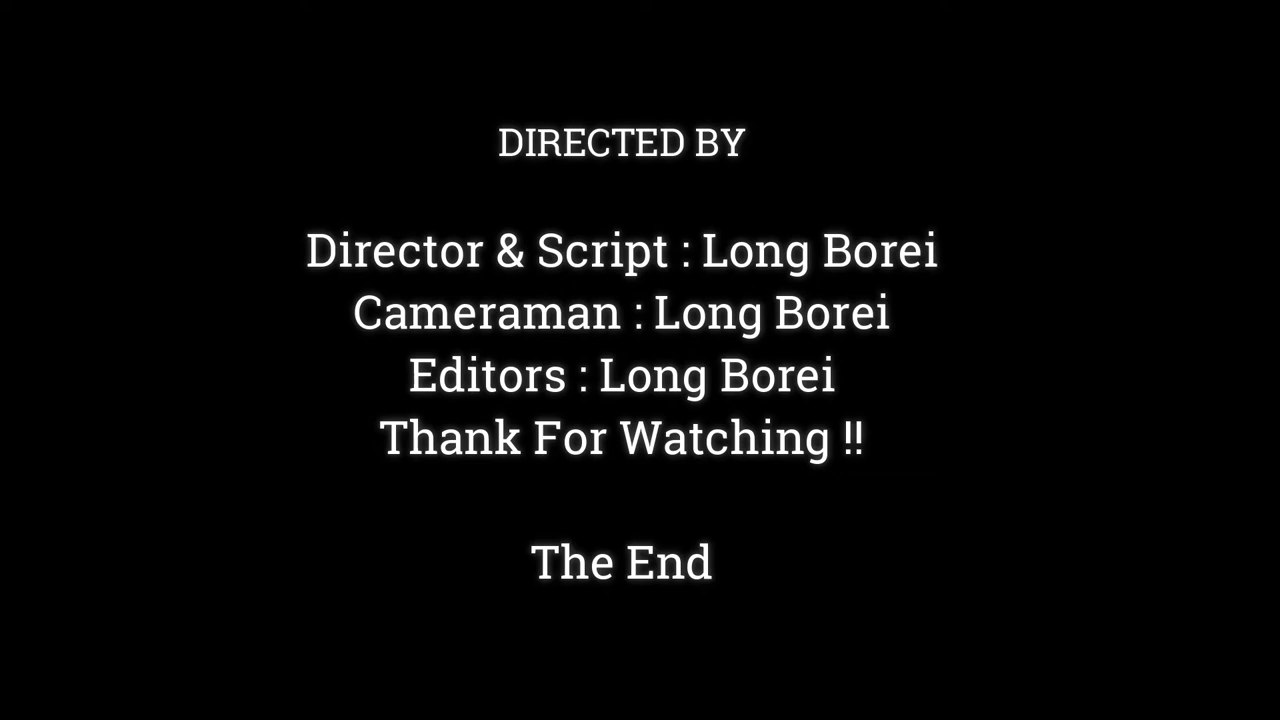 DIRECTED BY
Director & Script : Long Borei
Cameraman : Long Borei
Editors : Long Borei
Thank For Watching !!
The End